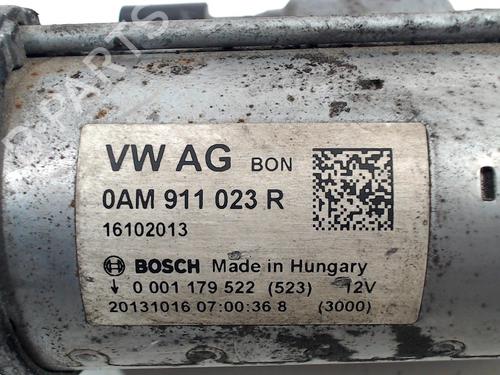 VW AG BON
0AM 911 023 R
16102013
BOSCH Made in Hungary
0 001 179 522 (523) 12V
20131016 07:00:36 8 (3000)